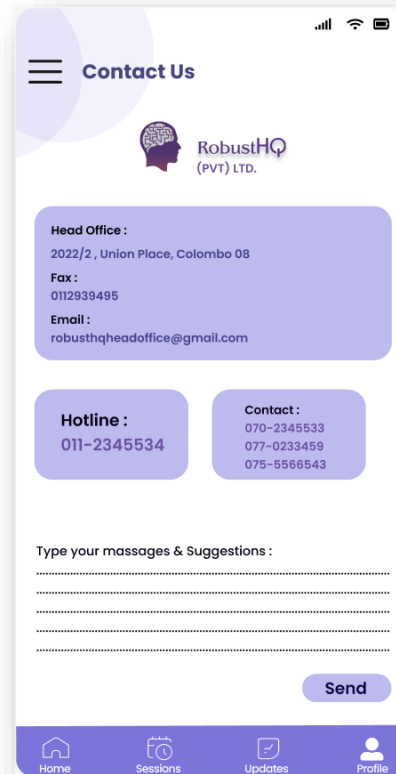 Contact Us
RobustHQ
(PVT) LTD.
Head Office :
2022/2 , Union Place, Colombo 08
Fax :
0112939495
Email :
robusthqheadoffice@gmail.com
Hotline :
011-2345534
Contact :
070-2345533
077-0233459
075-5566543
Type your massages & Suggestions :
Send
Home
Sessions
Updates
Profile